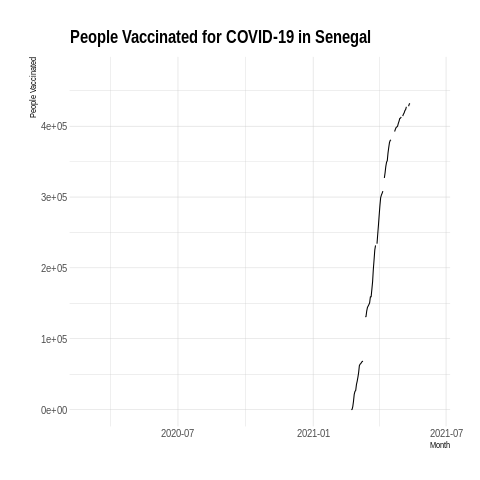 People Vaccinated for COVID-19 in Senegal
People Vaccinated
4e+05
3e+05
2e+05
1e+05
0e+00
2020-07
2021-01
2021-07
Month